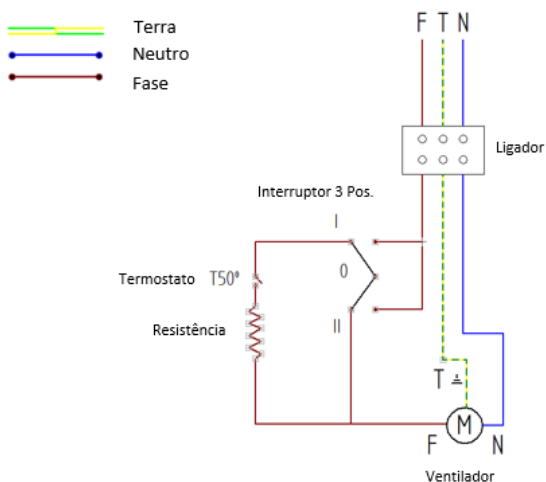 Terra
Neutro
Fase
F T N
Ligador
Interruptor 3 Pos.
I
0
II
Termostato T50º
Resistência
T
M
F
N
Ventilador